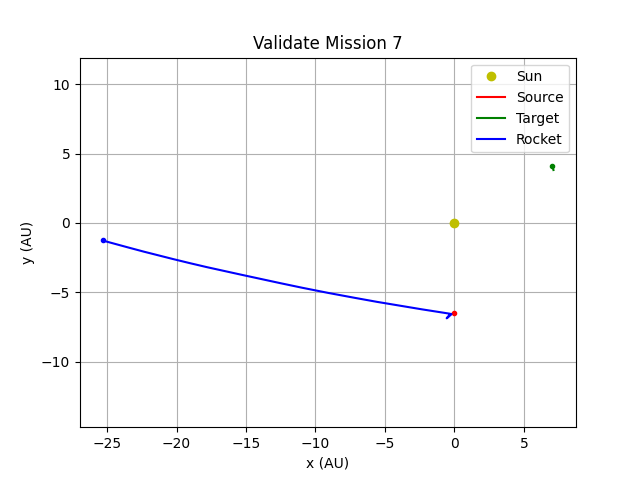 Validate Mission 7
Sun
Source
Target
Rocket
10
5
0
−5
−10
y (AU)
−25
−20
−15
−10
−5
0
5
x (AU)